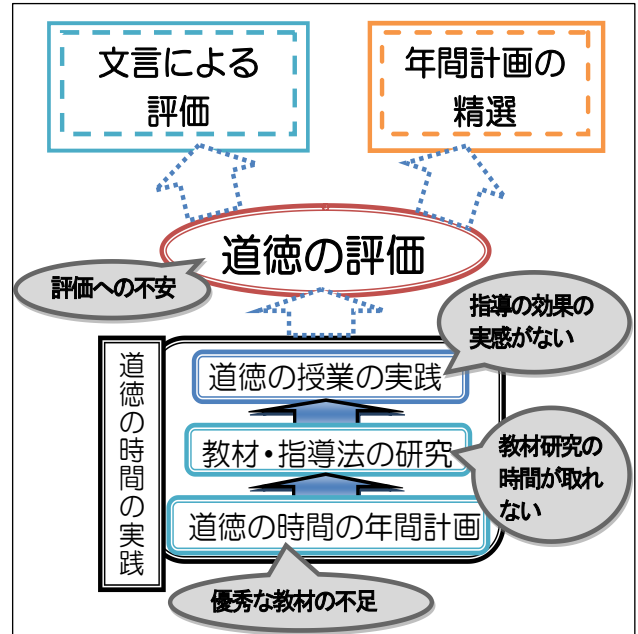 文言による
評価
年間計画の
精選
道徳の評価
評価への不安
指導の効果の
実感がない
道徳の時間の実践
道徳の授業の実践
教材・指導法の研究
教材研究の
時間が取れ
ない
道徳の時間の年間計画
優秀な教材の不足